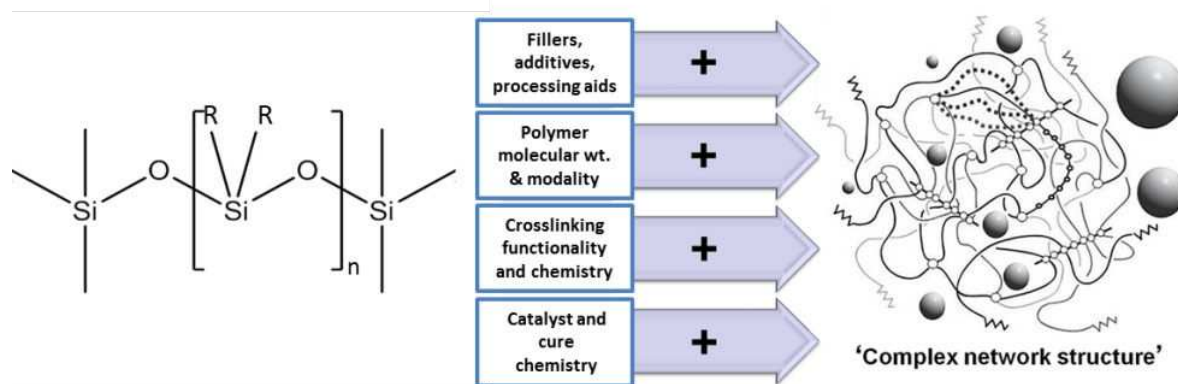 R R
O O
Si Si Si
n
Fillers,
additives,
processing aids
+
Polymer
molecular wt.
& modality
+
Crosslinking
functionality
and chemistry
+
Catalyst and
cure
chemistry
+
‘Complex network structure’